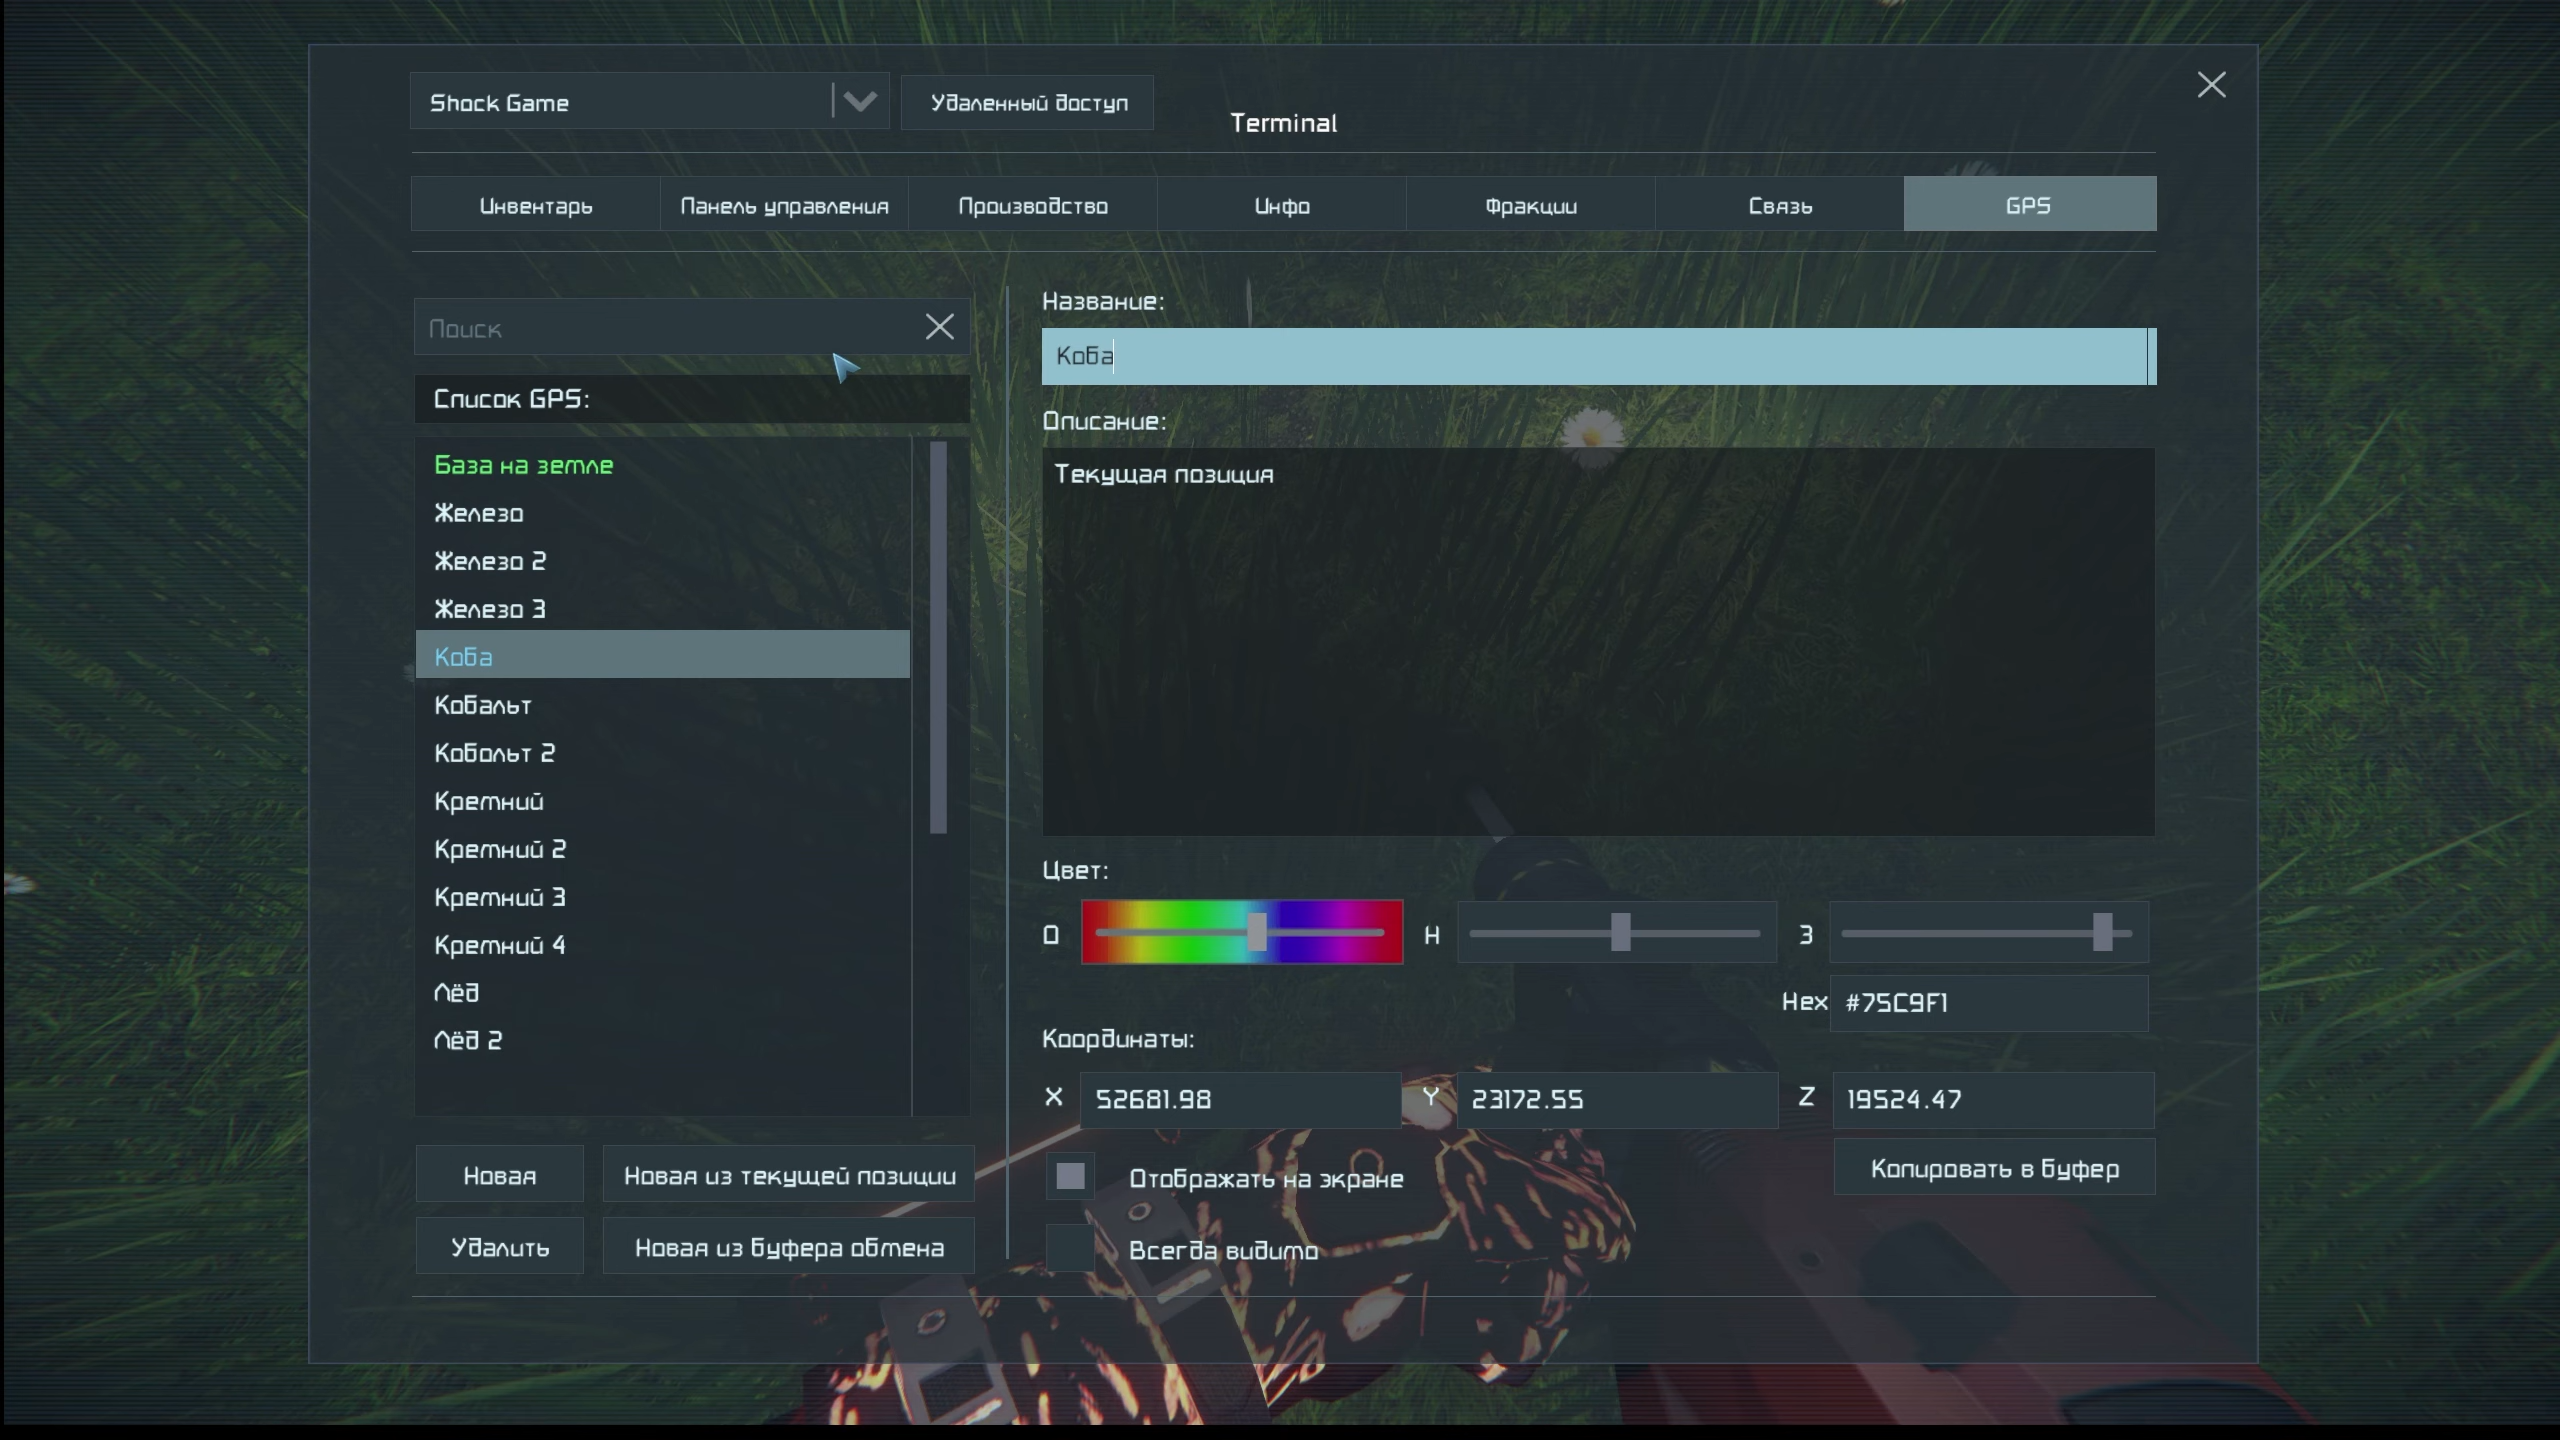 Shock Game
Удаленный доступ
Terminal
Инвентарь
Панель управления
Производство
Инфо
Фракции
Связь
GPS
Поиск
Список GPS:
База на земле
Железо
Железо 2
Железо 3
Коба
Кобальт
Кобольт 2
Кремний
Кремний 2
Кремний 3
Кремний 4
Лёд
Лёд 2
Новая
Новая из текущей позиции
Удалить
Новая из буфера обмена
Название:
Коба
Описание:
Текущая позиция
Цвет:
О
Н
З
Hex #75C9F1
Координаты:
X 52681.98 Y 23172.55 Z 19524.47
Копировать в буфер
Отображать на экране
Всегда видимо